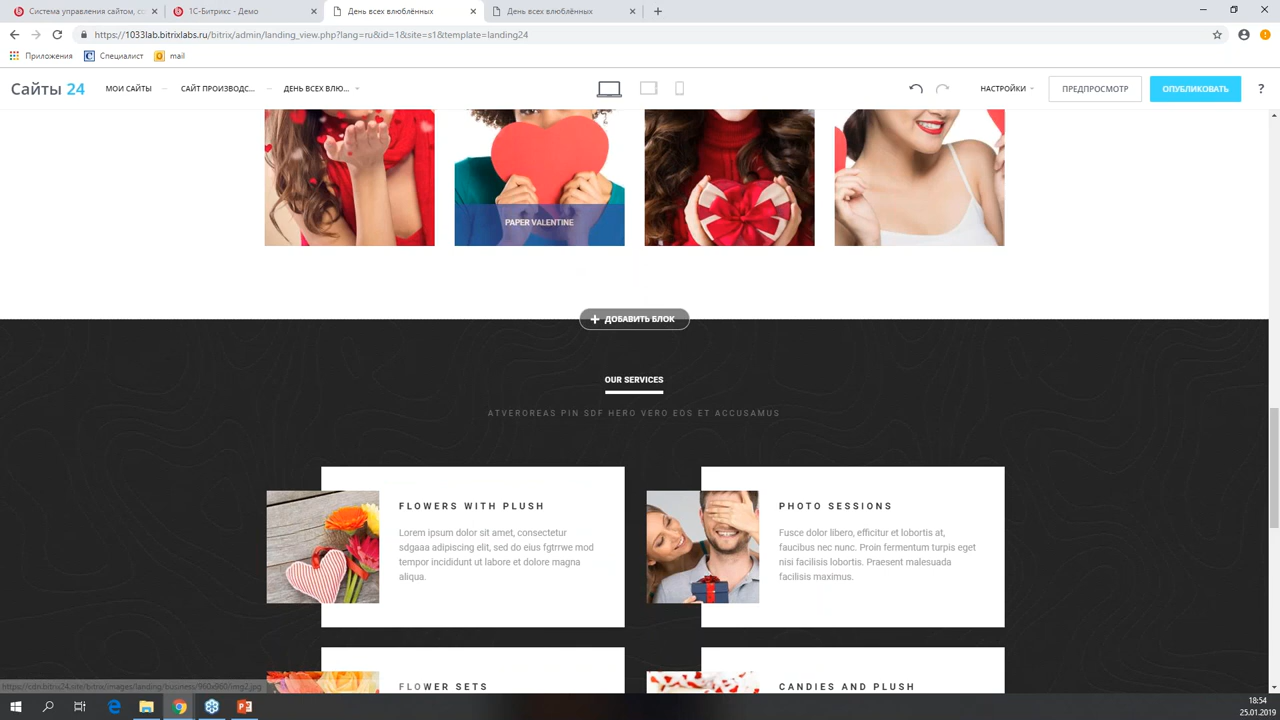 Система управления сайтом, со
1С-Битрикс - Демо
День всех влюблённых
День всех влюблённых
https://1033lab.bitrixlabs.ru/bitrix/admin/landing_view.php?lang=ru&id=1&site=s1&template=landing24
Приложения
Специалист
mail
Сайты 24
МОИ САЙТЫ
САЙТ ПРОИЗВОДС...
ДЕНЬ ВСЕХ ВЛЮ...
НАСТРОЙКИ
ПРЕДПРОСМОТР
ОПУБЛИКОВАТЬ
?
PAPER VALENTINE
+ ДОБАВИТЬ БЛОК
OUR SERVICES
ATVEROREAS PIN SDF HERO VERO EOS ET ACCUSAMUS
FLOWERS WITH PLUSH
Lorem ipsum dolor sit amet, consectetur
sdgaaa adipiscing elit, sed do eius fgtrrwe mod
tempor incididunt ut labore et dolore magna
aliqua.
PHOTO SESSIONS
Fusce dolor libero, efficitur et lobortis at,
faucibus nec nunc. Proin fermentum turpis eget
nisi facilisis lobortis. Praesent malesuada
facilisis maximus.
FLOWER SETS
CANDIES AND PLUSH
https://cdn.bitrix24.site/bitrix/images/landing/business/960x960/img2.jpg
18:54
25.01.2019